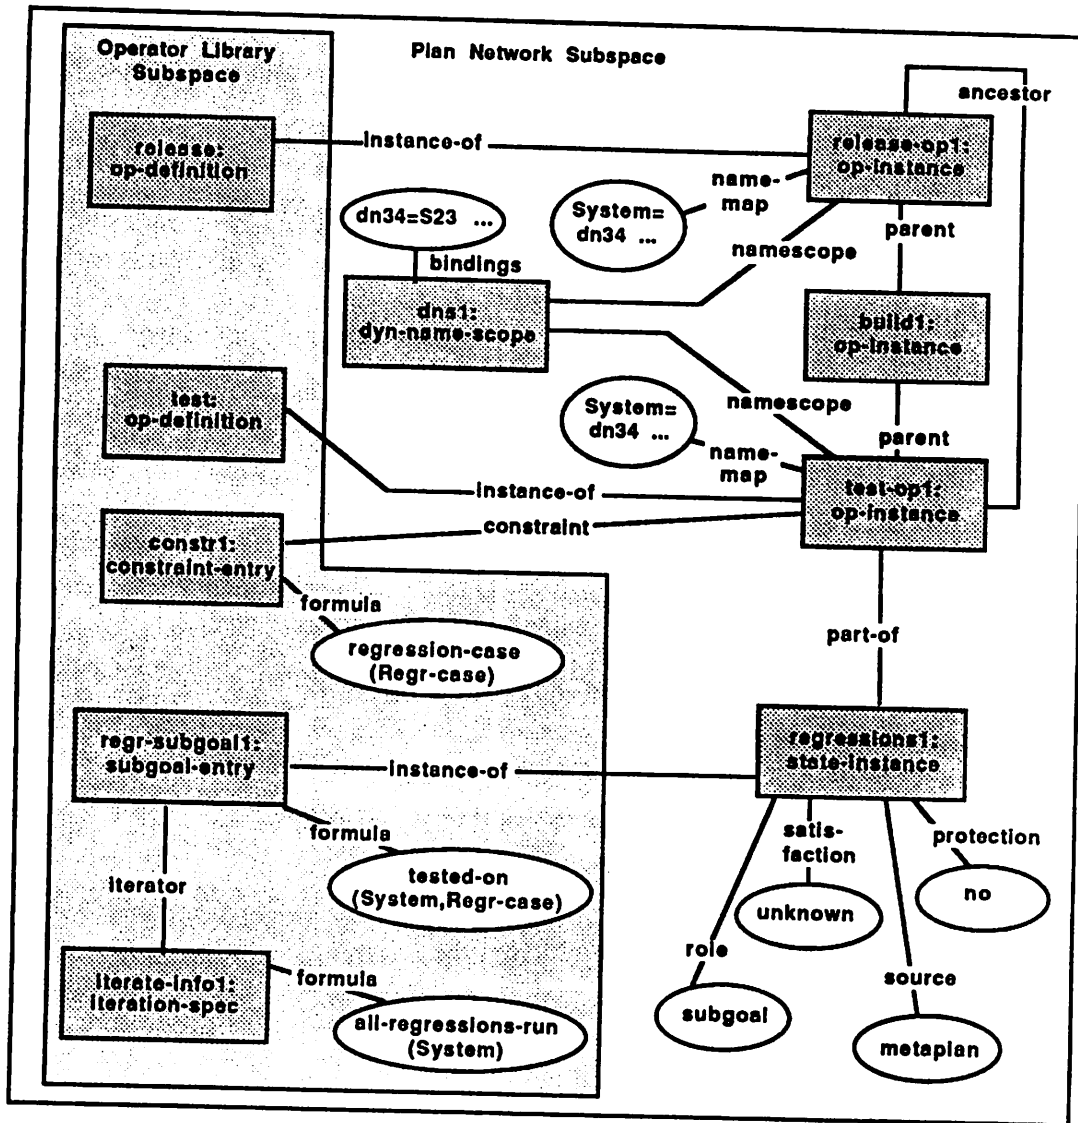 Operator Library
Subspace
Plan Network Subspace
ancestor
release:
op-definition
instance-of
release-op1:
op-instance
name-
map
dn34=S23 ...
System=
dn34 ...
parent
namescope
bindings
dns1:
dyn-name-scope
build1:
op-instance
test:
op-definition
System=
dn34 ...
namescope
parent
name-
map
instance-of
test-op1:
op-instance
constraint
constr1:
constraint-entry
formula
regression-case
(Regr-case)
part-of
regr-subgoal1:
subgoal-entry
instance-of
regressions1:
state-instance
formula
satis-
faction
protection
tested-on
(System,Regr-case)
iterator
unknown
no
role
iterate-info1:
iteration-spec
formula
source
all-regressions-run
(System)
subgoal
metaplan